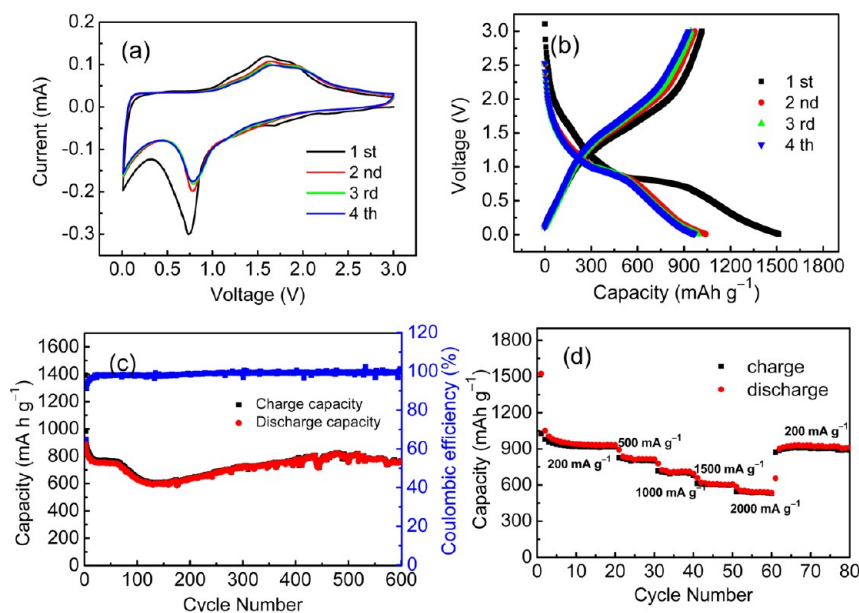 (a)
0.2
0.1
0.0
-0.1
-0.2
-0.3
Current (mA)
1 st
2 nd
3 rd
4 th
0.0 0.5 1.0 1.5 2.0 2.5 3.0
Voltage (V)
(b)
3.0
2.5
2.0
1.5
1.0
0.5
0.0
Voltage (V)
1 st
2 nd
3 rd
4 th
0 300 600 900 1200 1500 1800
Capacity (mAh g⁻¹)
(c)
1600
1400
1200
1000
800
600
400
200
0
Capacity (mA h g⁻¹)
Charge capacity
Discharge capacity
120
100
80
60
40
20
0
Coulombic efficiency (%)
0 100 200 300 400 500 600
Cycle Number
(d)
1800
1500
1200
900
600
300
0
Capacity (mAh g⁻¹)
charge
discharge
200 mA g⁻¹
500 mA g⁻¹
1000 mA g⁻¹
1500 mA g⁻¹
2000 mA g⁻¹
200 mA g⁻¹
0 10 20 30 40 50 60 70 80
Cycle Number